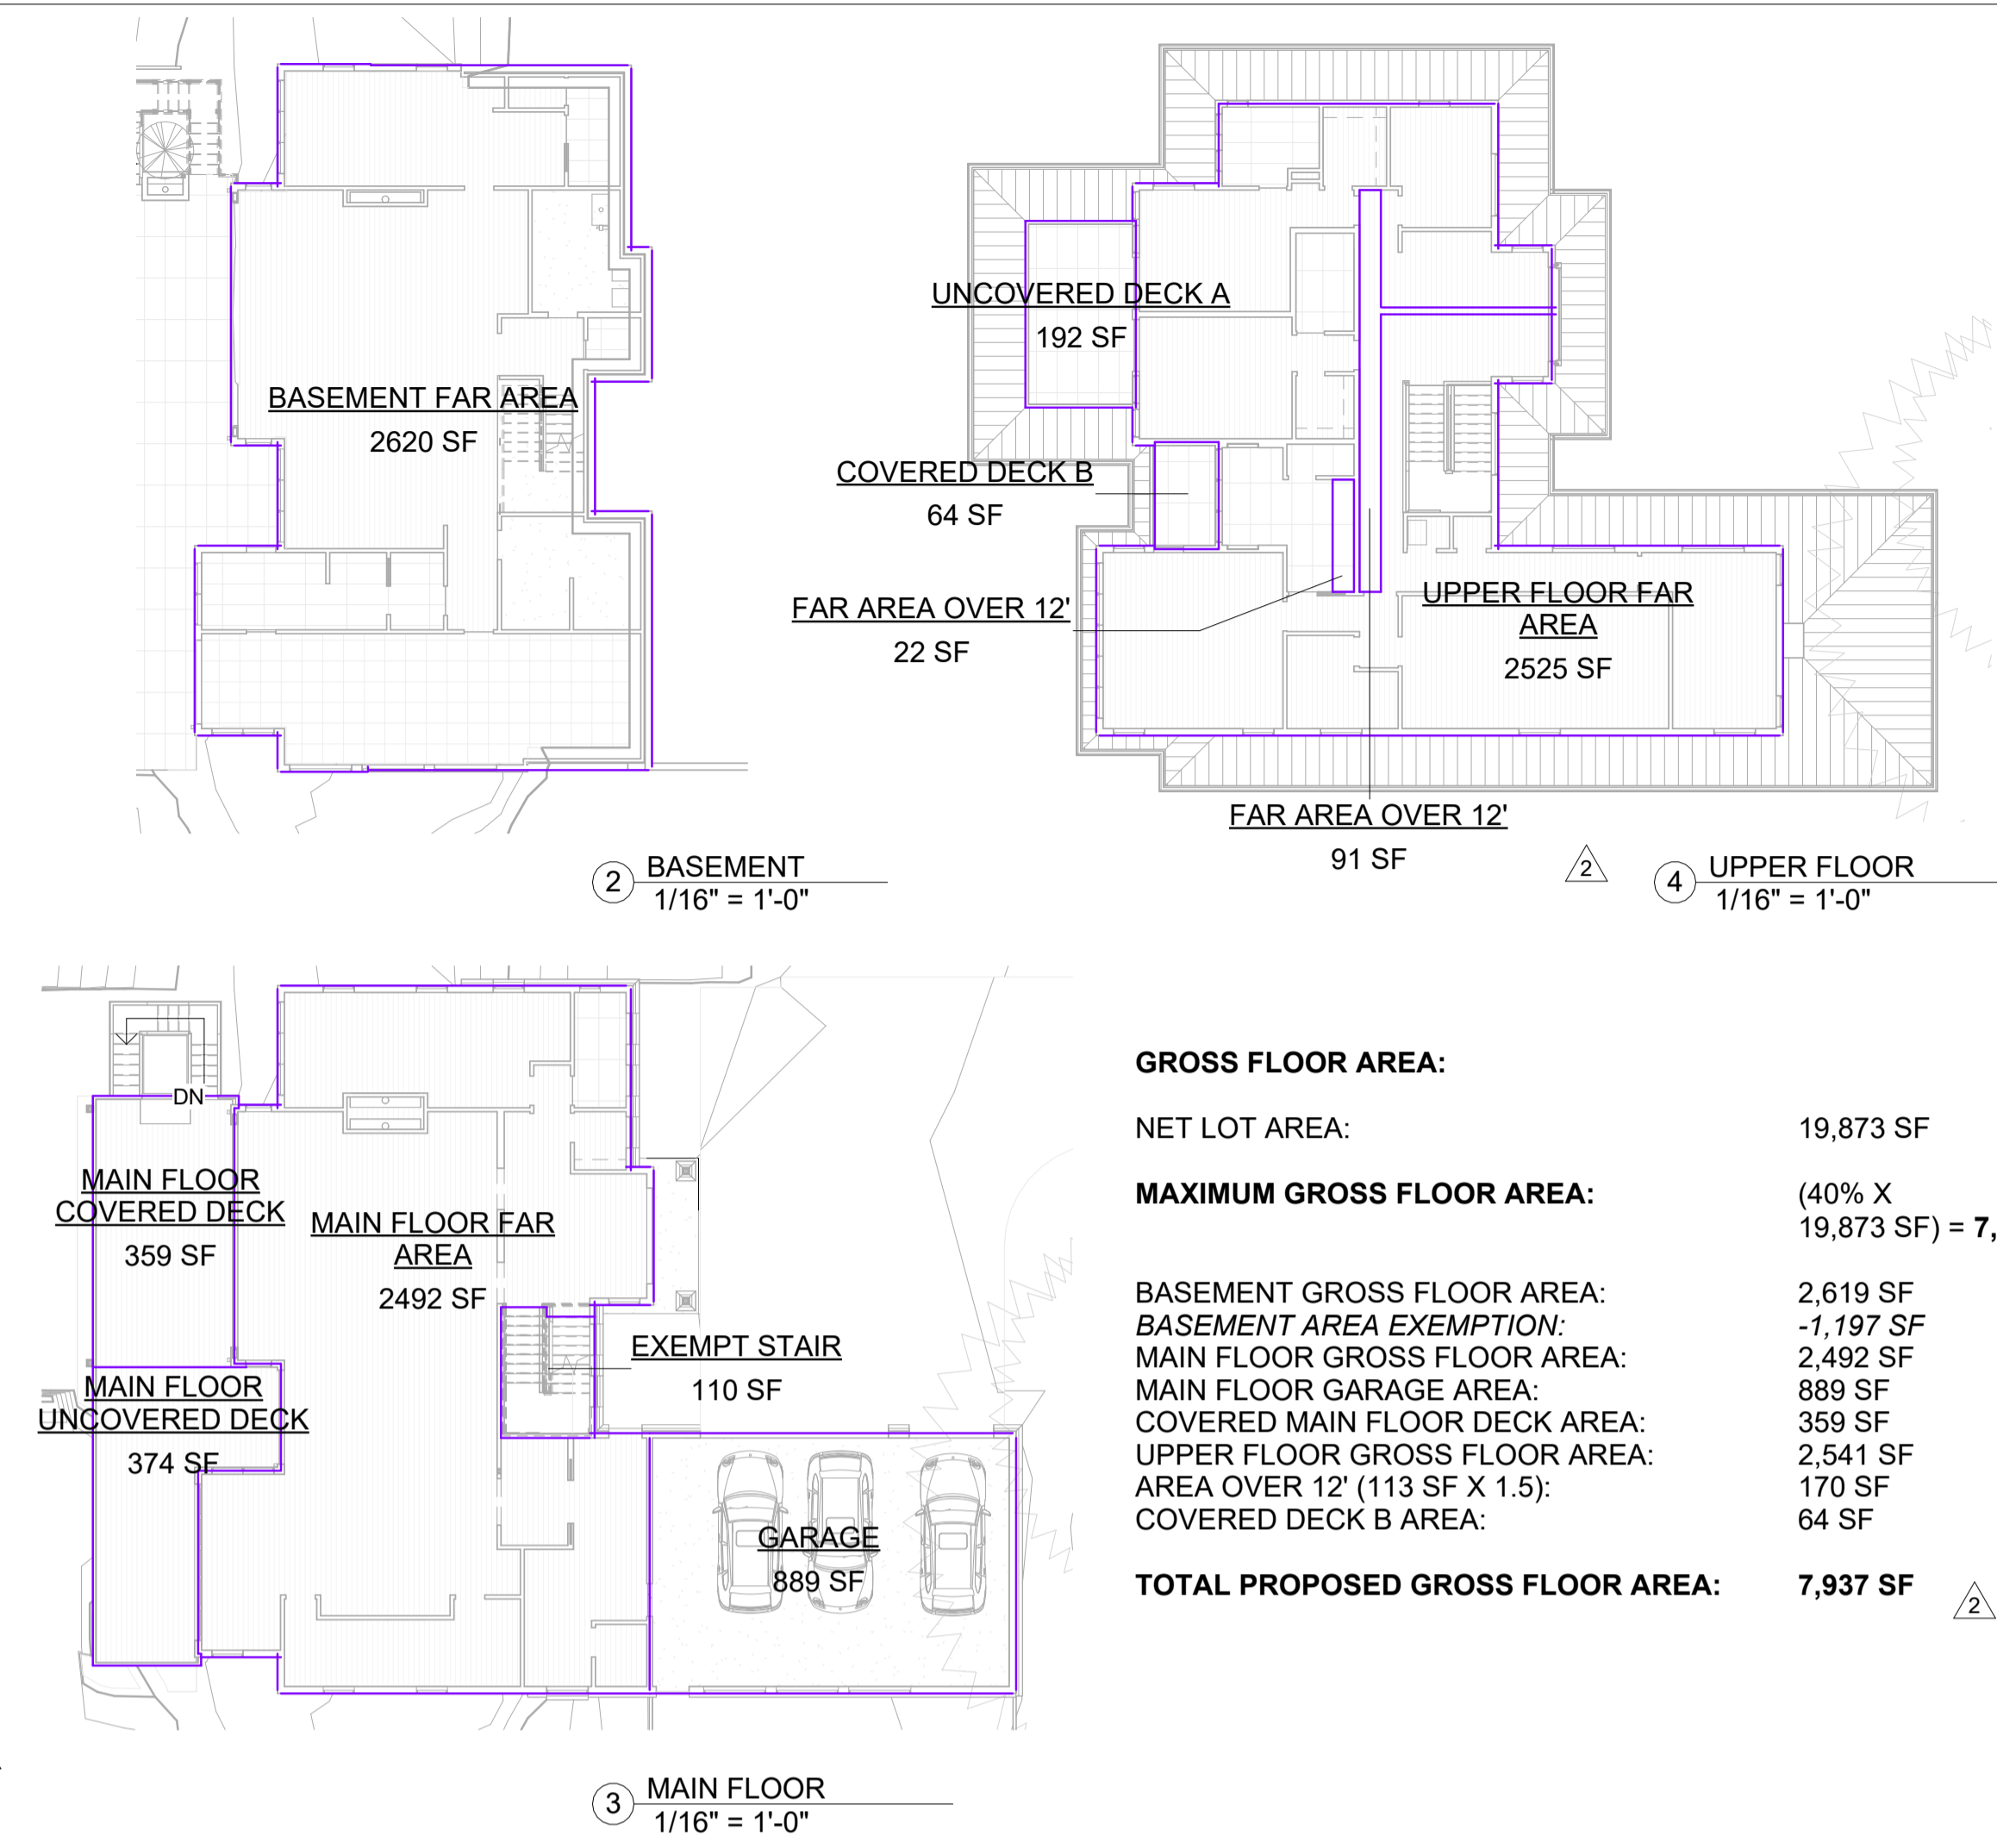 BASEMENT FAR AREA
2620 SF
2
BASEMENT
1/16" = 1'-0"
UNCOVERED DECK A
192 SF
COVERED DECK B
64 SF
FAR AREA OVER 12'
22 SF
UPPER FLOOR FAR
AREA
2525 SF
FAR AREA OVER 12'
91 SF
2
4
UPPER FLOOR
1/16" = 1'-0"
DN
MAIN FLOOR
COVERED DECK
359 SF
MAIN FLOOR FAR
AREA
2492 SF
EXEMPT STAIR
110 SF
MAIN FLOOR
UNCOVERED DECK
374 SF
GARAGE
889 SF
3
MAIN FLOOR
1/16" = 1'-0"
GROSS FLOOR AREA:
NET LOT AREA: 19,873 SF
MAXIMUM GROSS FLOOR AREA: (40% X
19,873 SF) = 7,
BASEMENT GROSS FLOOR AREA: 2,619 SF
BASEMENT AREA EXEMPTION: -1,197 SF
MAIN FLOOR GROSS FLOOR AREA: 2,492 SF
MAIN FLOOR GARAGE AREA: 889 SF
COVERED MAIN FLOOR DECK AREA: 359 SF
UPPER FLOOR GROSS FLOOR AREA: 2,541 SF
AREA OVER 12' (113 SF X 1.5): 170 SF
COVERED DECK B AREA: 64 SF
TOTAL PROPOSED GROSS FLOOR AREA: 7,937 SF
2